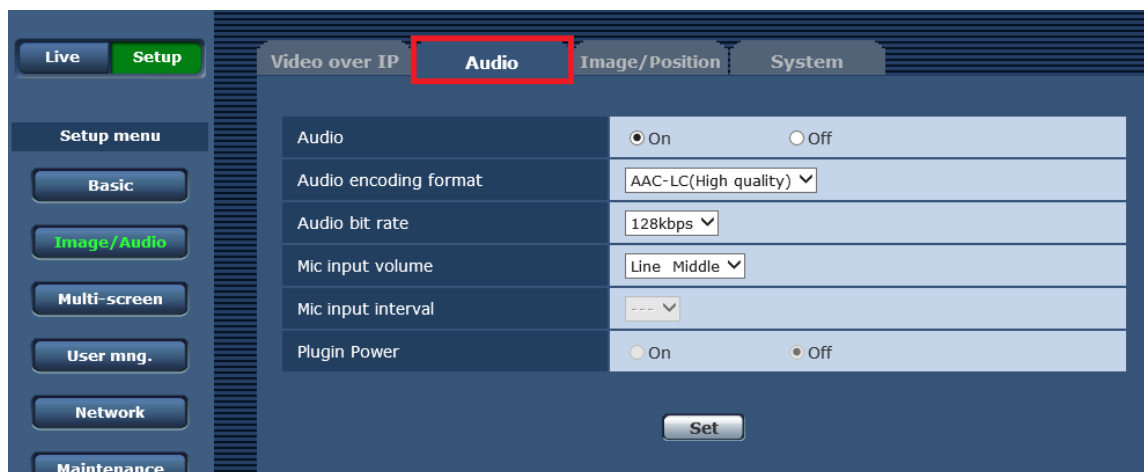 Live Setup
Video over IP Audio Image/Position System
Setup menu
Basic
Image/Audio
Multi-screen
User mng.
Network
Maintenance
Audio On Off
Audio encoding format AAC-LC(High quality)
Audio bit rate 128kbps
Mic input volume Line Middle
Mic input interval ---
Plugin Power On Off
Set